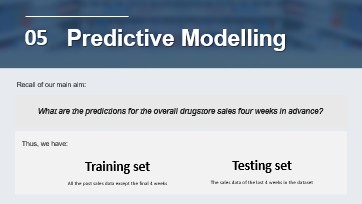 05 Predictive Modelling
Recall of our main aim:
What are the predictions for the overall drugstore sales four weeks in advance?
Thus, we have:
Training set
Testing set
All the past sales data except the final 4 weeks
The sales data of the last 4 weeks in the dataset